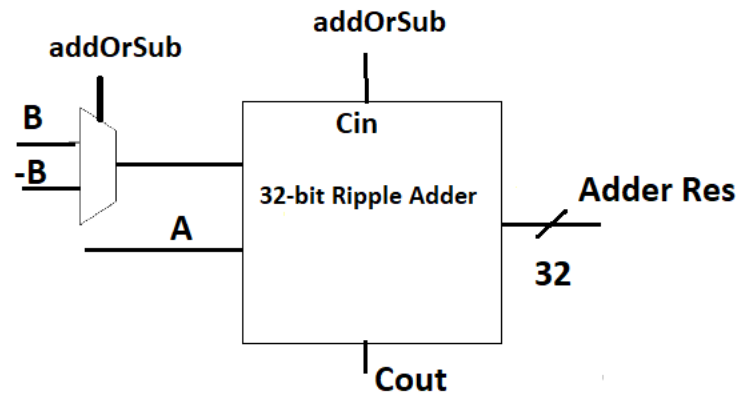 addOrSub
addOrSub
B
Cin
-B
32-bit Ripple Adder
Adder Res
A
32
Cout